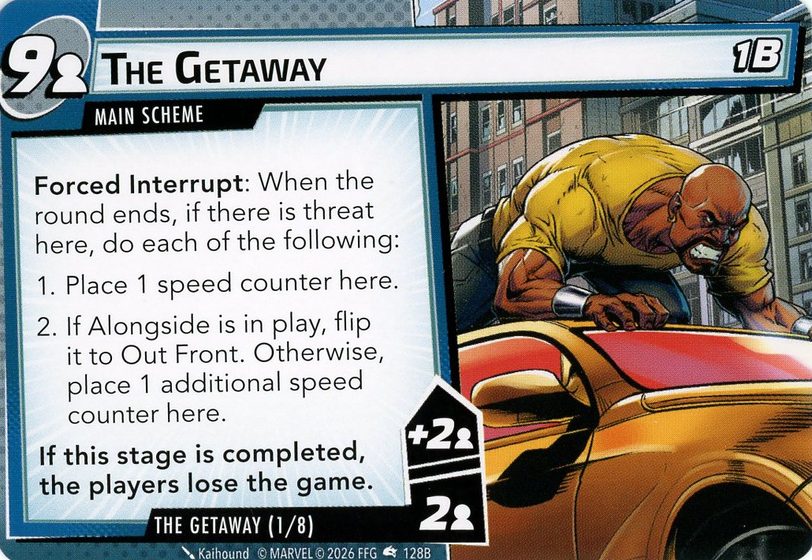 9
THE GETAWAY
1B
MAIN SCHEME
Forced Interrupt: When the
round ends, if there is threat
here, do each of the following:
1. Place 1 speed counter here.
2. If Alongside is in play, flip
it to Out Front. Otherwise,
place 1 additional speed
counter here.
If this stage is completed,
the players lose the game.
+2
2
THE GETAWAY (1/8)
Kaihound © MARVEL © 2026 FFG 128B